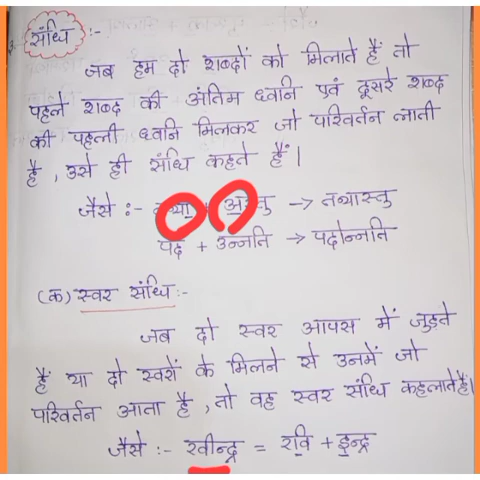 संधि :-
जब हम दो शब्दों को मिलाते हैं तो
पहले शब्द की अंतिम ध्वनि एवं दूसरे शब्द
की पहली ध्वनि मिलकर जो परिवर्तन लाती
है , उसे ही संधि कहते हैं।
जैसे :- तथा + अस्तु → तथास्तु
पद + उन्नति → पदोन्नति
(क) स्वर संधि :-
जब दो स्वर आपस में जुड़ते
हैं या दो स्वरों के मिलने से उनमें जो
परिवर्तन आता है , तो वह स्वर संधि कहलाते हैं।
जैसे :- रवीन्द्र = रवि + इन्द्र